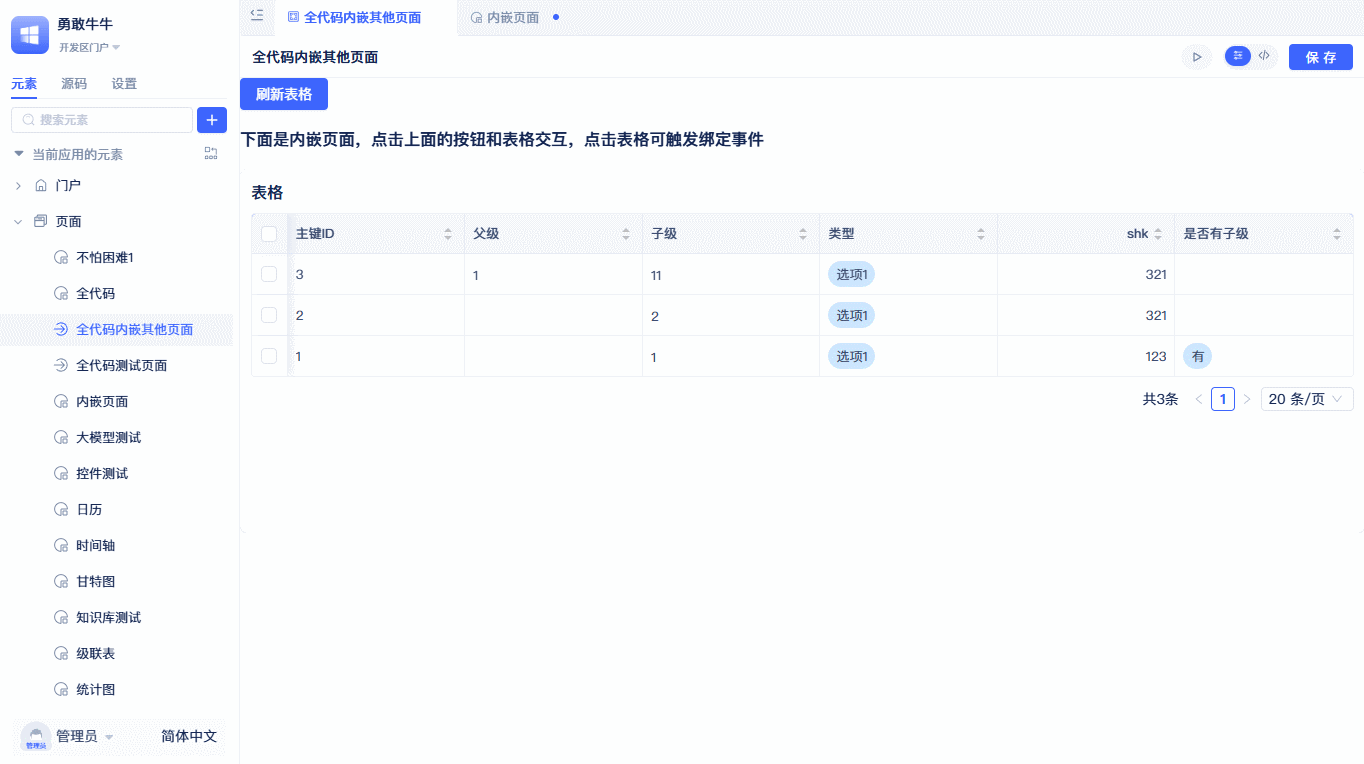 勇敢牛牛
开发区门户
元素 源码 设置
搜索元素
当前应用的元素
门户
页面
不怕困难1
全代码
全代码内嵌其他页面
全代码测试页面
内嵌页面
大模型测试
控件测试
日历
时间轴
甘特图
知识库测试
级联表
统计图
管理员
管理员 简体中文
全代码内嵌其他页面 内嵌页面
全代码内嵌其他页面 保 存
刷新表格
下面是内嵌页面，点击上面的按钮和表格交互，点击表格可触发绑定事件
表格
主键ID 父级 子级 类型 shk 是否有子级
3 1 11 选项1 321
2 2 选项1 321
1 1 选项1 123 有
共3条 1 20 条/页